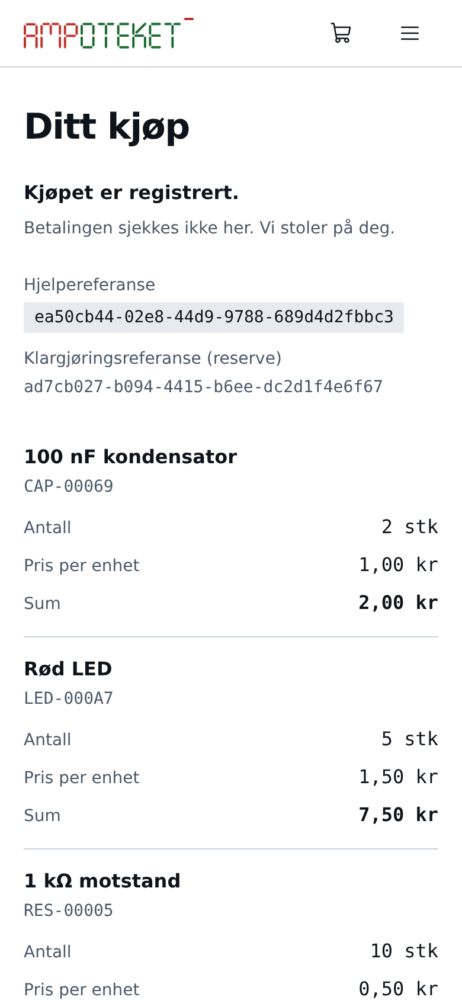 AMPOTEKET
Ditt kjøp
Kjøpet er registrert.
Betalingen sjekkes ikke her. Vi stoler på deg.
Hjelpereferanse
ea50cb44-02e8-44d9-9788-689d4d2fbbc3
Klargjøringsreferanse (reserve)
ad7cb027-b094-4415-b6ee-dc2d1f4e6f67
100 nF kondensator
CAP-00069
Antall 2 stk
Pris per enhet 1,00 kr
Sum 2,00 kr
Rød LED
LED-000A7
Antall 5 stk
Pris per enhet 1,50 kr
Sum 7,50 kr
1 kΩ motstand
RES-00005
Antall 10 stk
Pris per enhet 0,50 kr